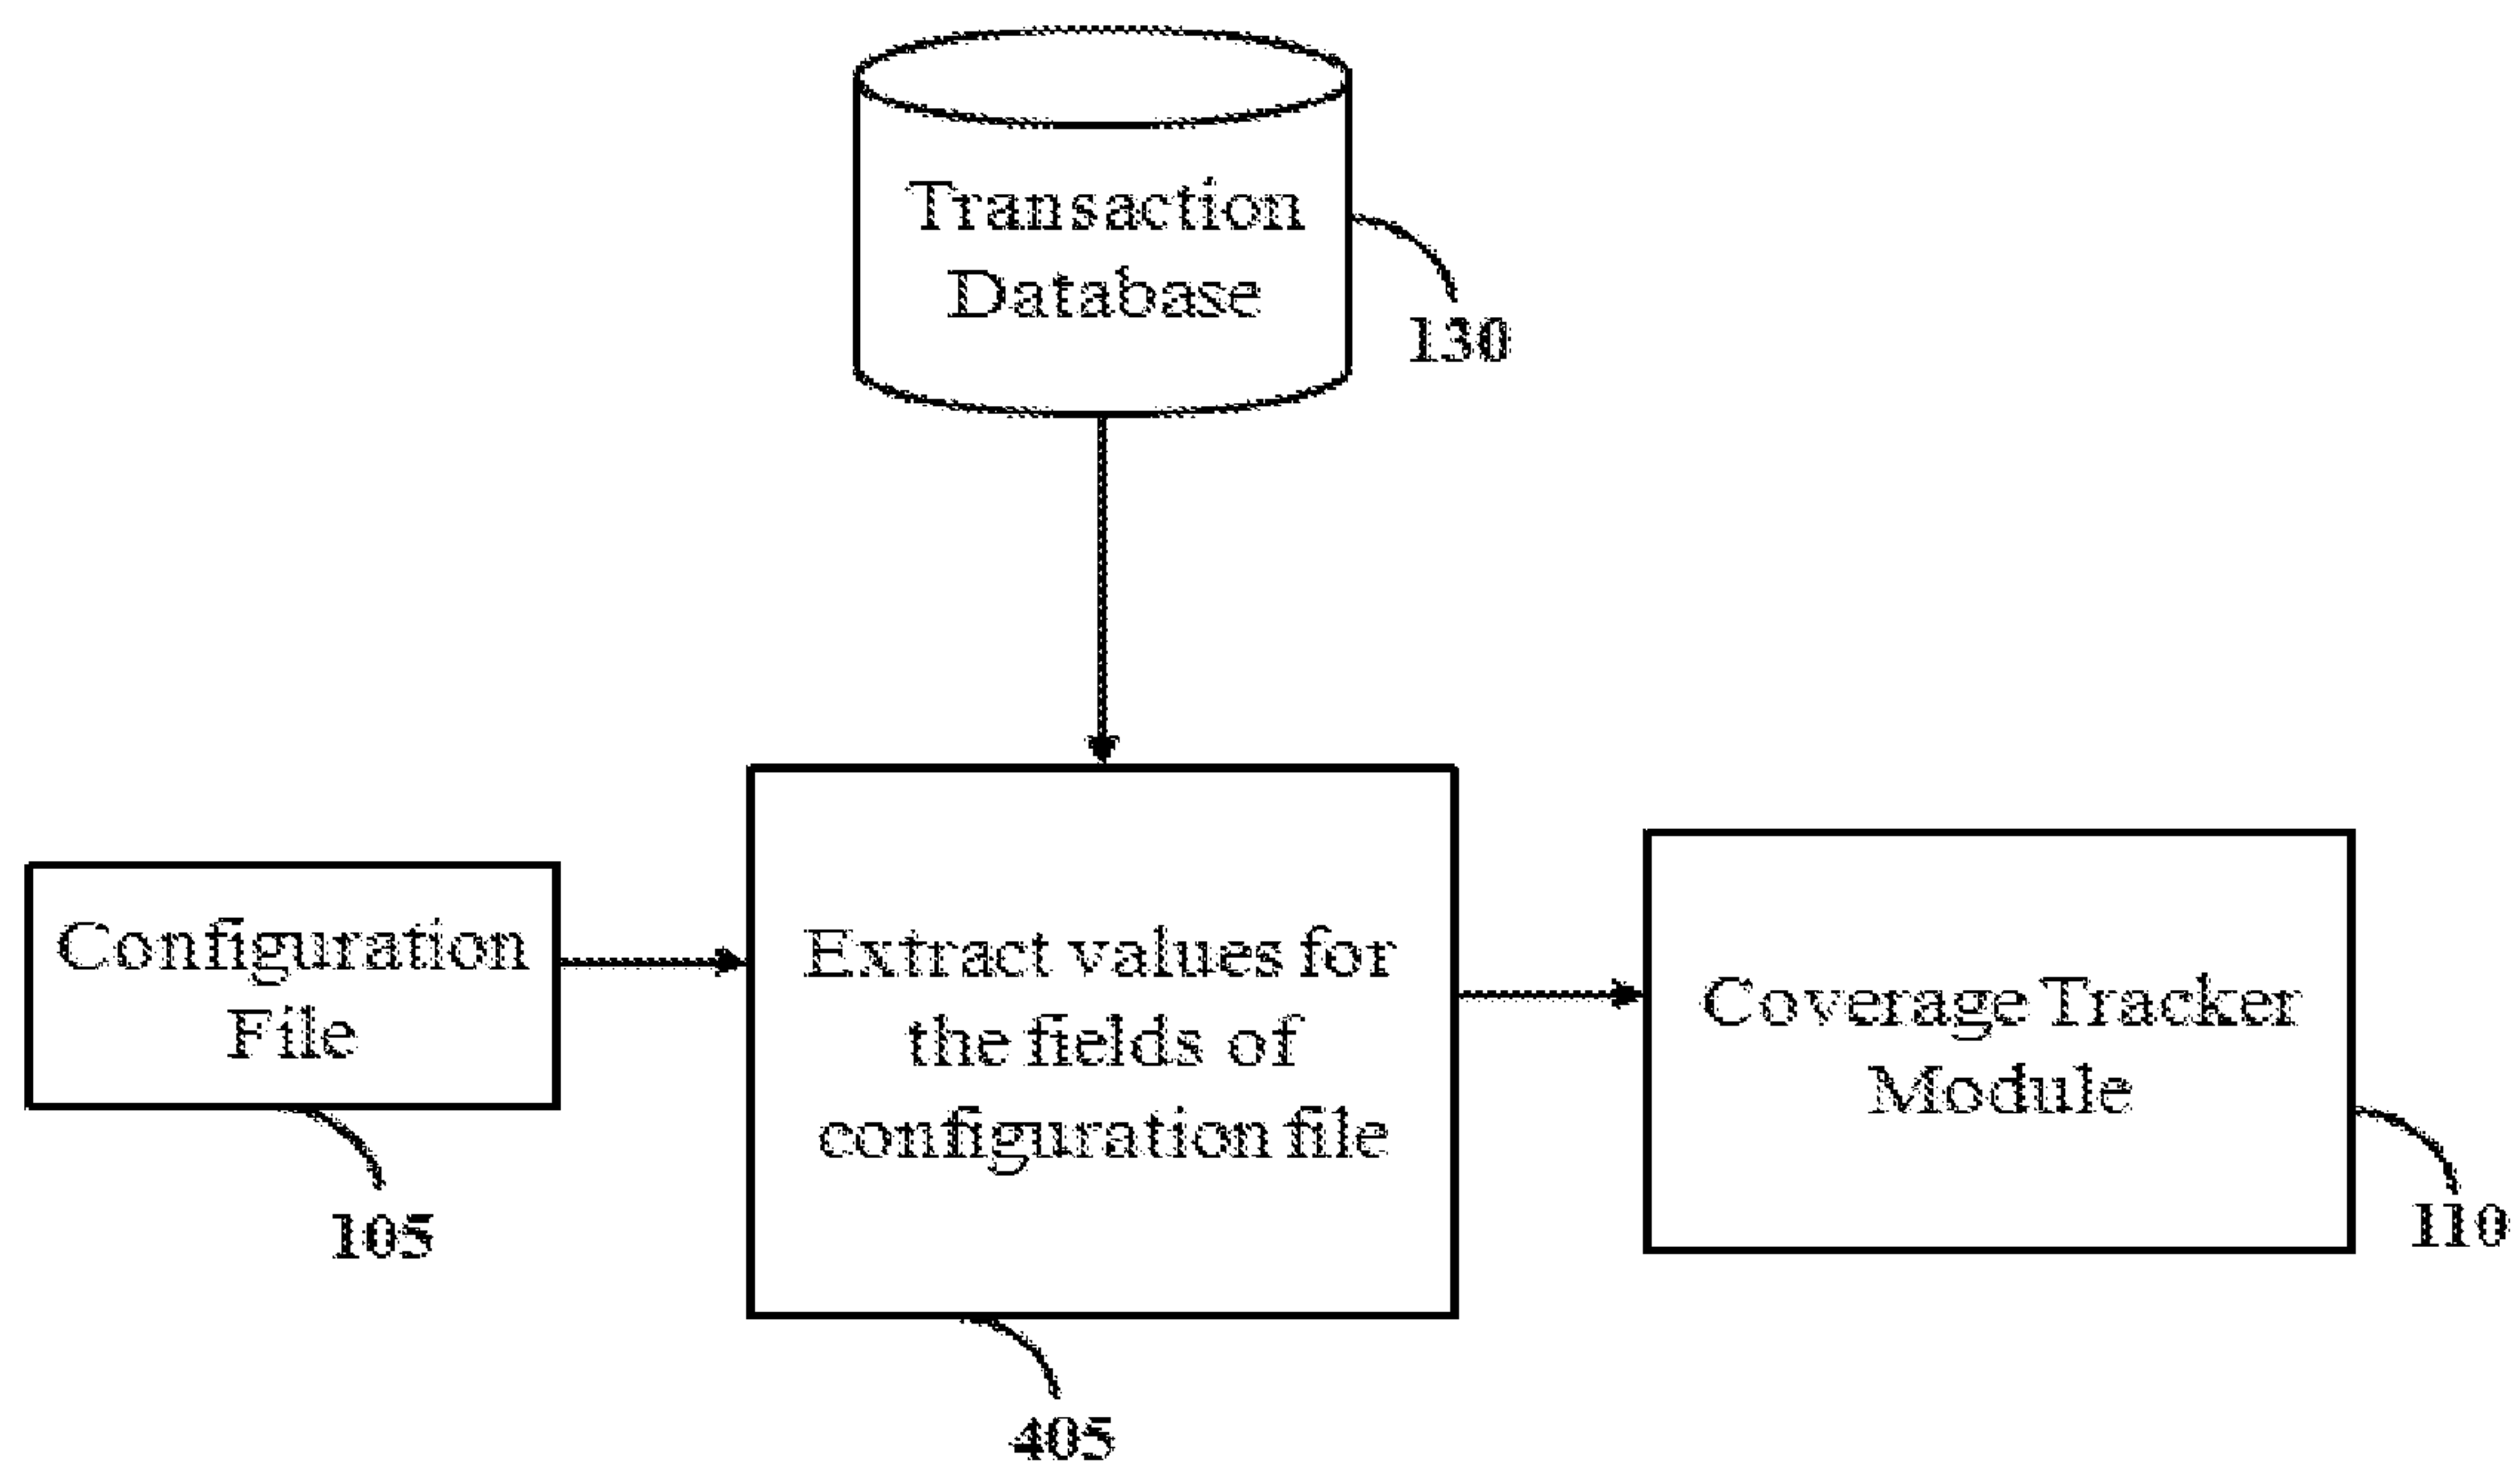 Transaction
Database
130
Configuration
File
105
Extract values for
the fields of
configuration file
405
Coverage Tracker
Module
110